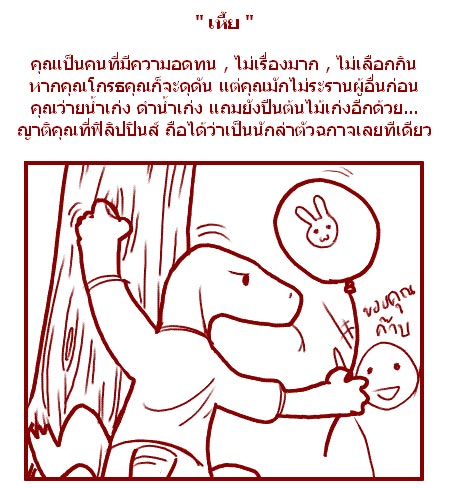 " เหี้ย "
คุณเป็นคนที่มีความอดทน , ไม่เรื่องมาก , ไม่เลือกกิน
หากคุณโกรธคุณก็จะดุดัน แต่คุณมักไม่ระรานผู้อื่นก่อน
คุณว่ายน้ำเก่ง ดำน้ำเก่ง แถมยังปีนต้นไม้เก่งอีกด้วย...
ญาติคุณที่ฟิลิปปินส์ ถือได้ว่าเป็นนักล่าตัวฉกาจเลยทีเดียว
ของคุณ
ก๊าบ